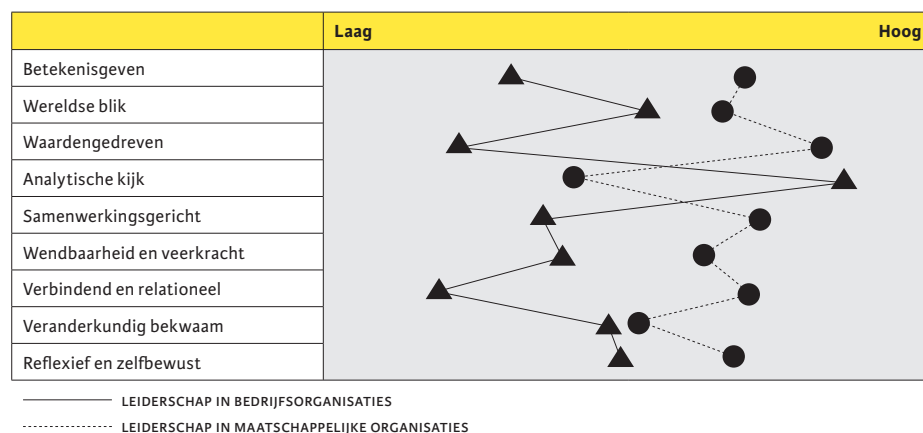 Laag Hoog
Betekenisgeven
Wereldse blik
Waardengedreven
Analytische kijk
Samenwerkingsgericht
Wendbaarheid en veerkracht
Verbindend en relationeel
Veranderkundig bekwaam
Reflexief en zelfbewust
LEIDERSCHAP IN BEDRIJFSORGANISATIES
LEIDERSCHAP IN MAATSCHAPPELIJKE ORGANISATIES